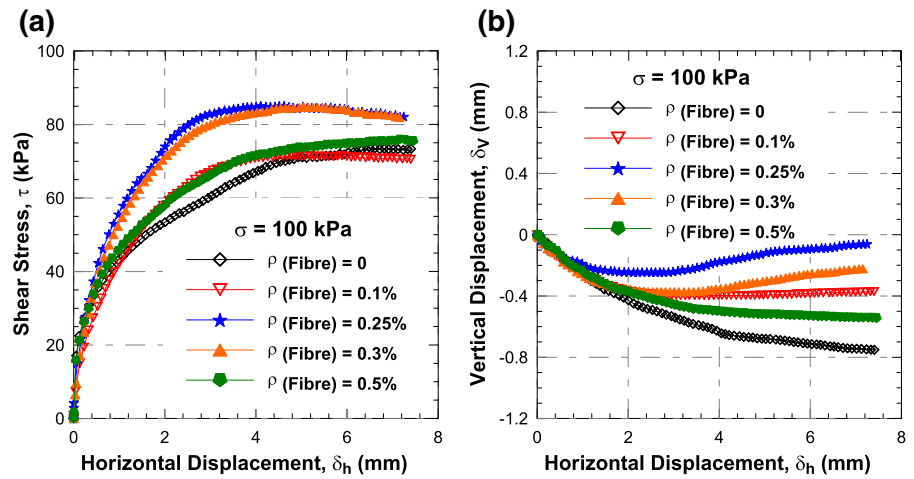 (a)
100
80
60
40
20
0
0 2 4 6 8
Shear Stress, τ (kPa)
Horizontal Displacement, δh (mm)
σ = 100 kPa
ρ (Fibre) = 0
ρ (Fibre) = 0.1%
ρ (Fibre) = 0.25%
ρ (Fibre) = 0.3%
ρ (Fibre) = 0.5%
(b)
1.2
0.8
0.4
0
-0.4
-0.8
-1.2
0 2 4 6 8
Vertical Displacement, δV (mm)
Horizontal Displacement, δh (mm)
σ = 100 kPa
ρ (Fibre) = 0
ρ (Fibre) = 0.1%
ρ (Fibre) = 0.25%
ρ (Fibre) = 0.3%
ρ (Fibre) = 0.5%